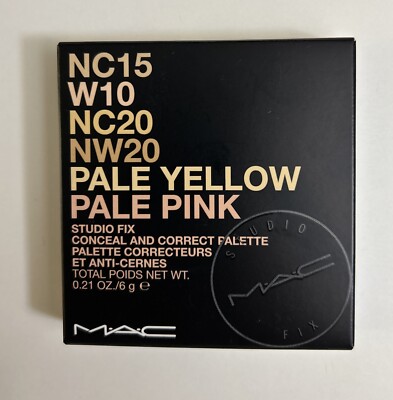 NC15
W10
NC20
NW20
PALE YELLOW
PALE PINK
STUDIO FIX
CONCEAL AND CORRECT PALETTE
PALETTE CORRECTEURS
ET ANTI-CERNES
TOTAL POIDS NET WT.
0.21 OZ./6 g ℮
STUDIO
MAC
FIX
M·A·C